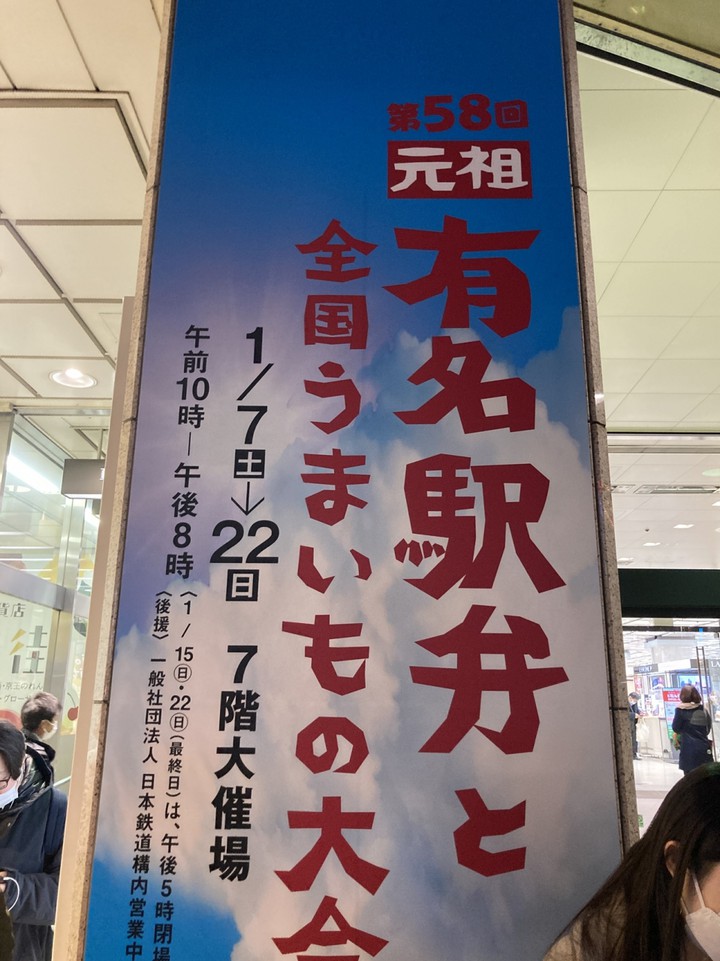 第58回
元祖
有名駅弁と
全国うまいもの大会
1/7㊏→22㊐ 7階大催場
午前10時―午後8時
〈1/15㊐・22㊐(最終日)は、午後5時閉場
〈後援〉一般社団法人 日本鉄道構内営業中
貨店